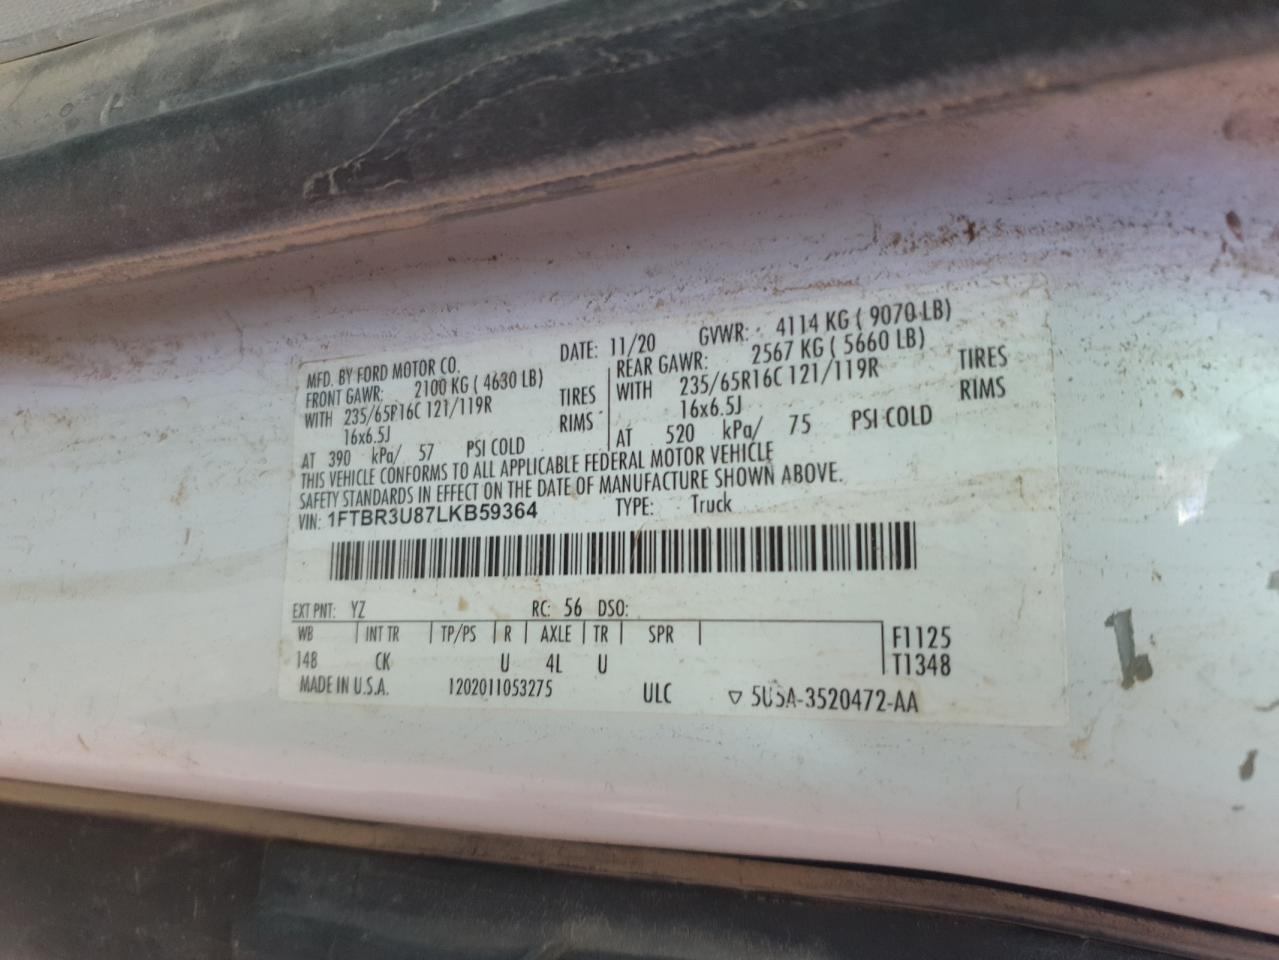 MFD. BY FORD MOTOR CO. DATE: 11/20 GVWR: 4114 KG ( 9070 LB)
FRONT GAWR: 2100 KG ( 4630 LB) REAR GAWR: 2567 KG ( 5660 LB)
WITH 235/65R16C 121/119R TIRES WITH 235/65R16C 121/119R TIRES
16x6.5J RIMS 16x6.5J RIMS
AT 390 kPa/ 57 PSI COLD AT 520 kPa/ 75 PSI COLD
THIS VEHICLE CONFORMS TO ALL APPLICABLE FEDERAL MOTOR VEHICLE
SAFETY STANDARDS IN EFFECT ON THE DATE OF MANUFACTURE SHOWN ABOVE.
VIN: 1FTBR3U87LKB59364 TYPE: Truck
EXT PNT: YZ RC: 56 DSO:
WB INT TR TP/PS R AXLE TR SPR F1125
148 CK U 4L U T1348
MADE IN U.S.A. 1202011053275 ULC ▽ 5U5A-3520472-AA